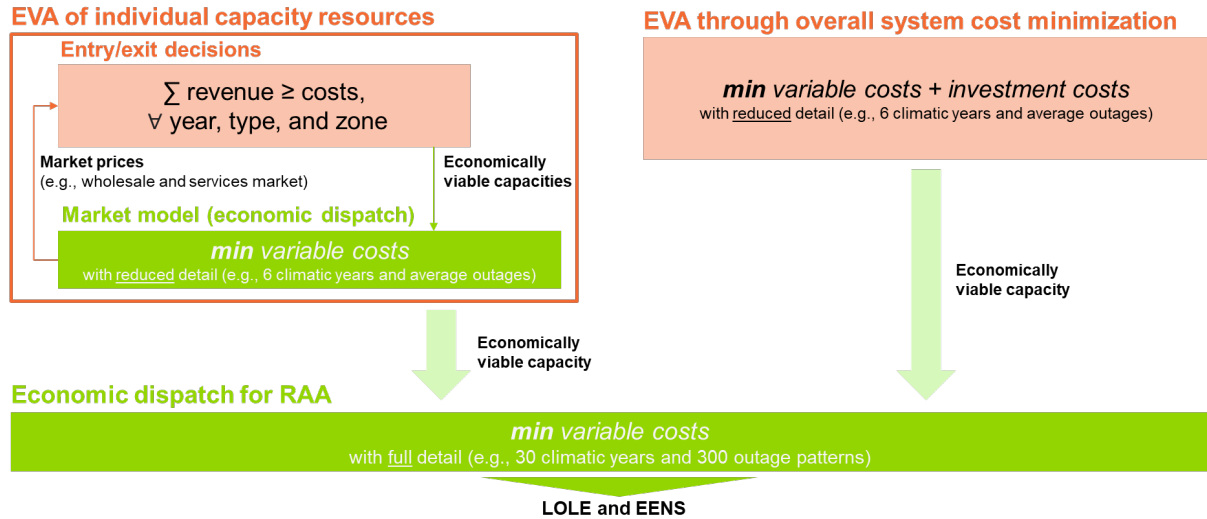 EVA of individual capacity resources
Entry/exit decisions
∑ revenue ≥ costs,
∀ year, type, and zone
Market prices
(e.g., wholesale and services market)
Economically
viable capacities
Market model (economic dispatch)
min variable costs
with reduced detail (e.g., 6 climatic years and average outages)
Economically
viable capacity
EVA through overall system cost minimization
min variable costs + investment costs
with reduced detail (e.g., 6 climatic years and average outages)
Economically
viable capacity
Economic dispatch for RAA
min variable costs
with full detail (e.g., 30 climatic years and 300 outage patterns)
LOLE and EENS